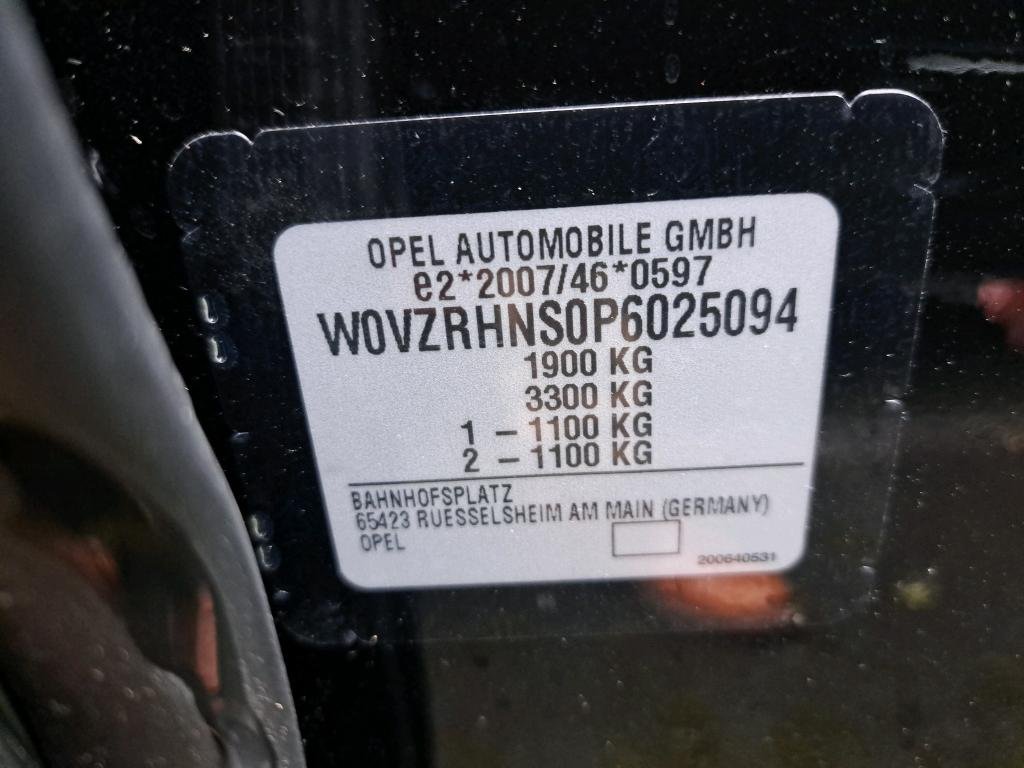 OPEL AUTOMOBILE GMBH
e2*2007/46*0597
W0VZRHNS0P6025094
1900 KG
3300 KG
1 – 1100 KG
2 – 1100 KG
BAHNHOFSPLATZ
65423 RUESSELSHEIM AM MAIN (GERMANY)
OPEL
200640531